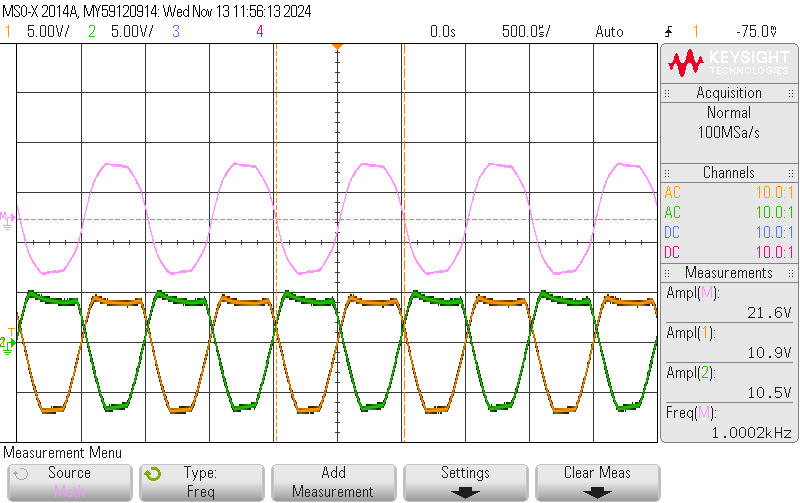 MSO-X 2014A, MY59120914: Wed Nov 13 11:56:13 2024
1 5.00V/ 2 5.00V/ 3 4 0.0s 500.0µs/ Auto 1 -75.0mV
KEYSIGHT
TECHNOLOGIES
Acquisition
Normal
100MSa/s
Channels
AC 10.0:1
AC 10.0:1
DC 10.0:1
DC 10.0:1
Measurements
Ampl(M):
21.6V
Ampl(1):
10.9V
Ampl(2):
10.5V
Freq(M):
1.0002kHz
M
T
2
Measurement Menu
Source
Math
Type:
Freq
Add
Measurement
Settings
Clear Meas